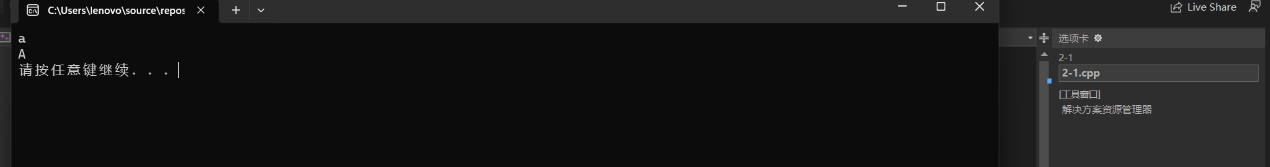 C:\Users\lenovo\source\repos
Live Share
a
A
请按任意键继续. . .
选项卡
2-1
2-1.cpp
[工具窗口]
解决方案资源管理器